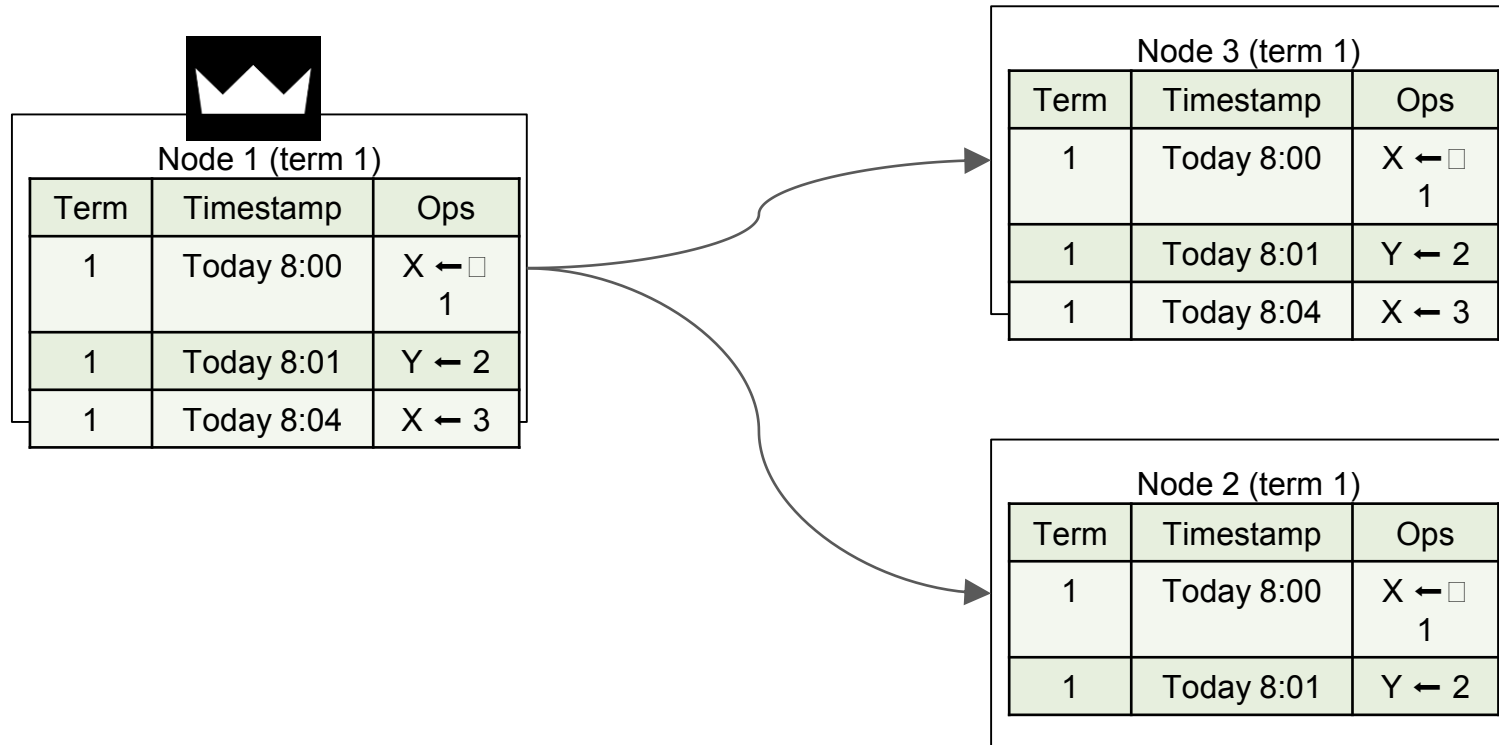 Node 1 (term 1)
Term Timestamp Ops
1 Today 8:00 X ← □
1
1 Today 8:01 Y ← 2
1 Today 8:04 X ← 3
Node 3 (term 1)
Term Timestamp Ops
1 Today 8:00 X ← □
1
1 Today 8:01 Y ← 2
1 Today 8:04 X ← 3
Node 2 (term 1)
Term Timestamp Ops
1 Today 8:00 X ← □
1
1 Today 8:01 Y ← 2